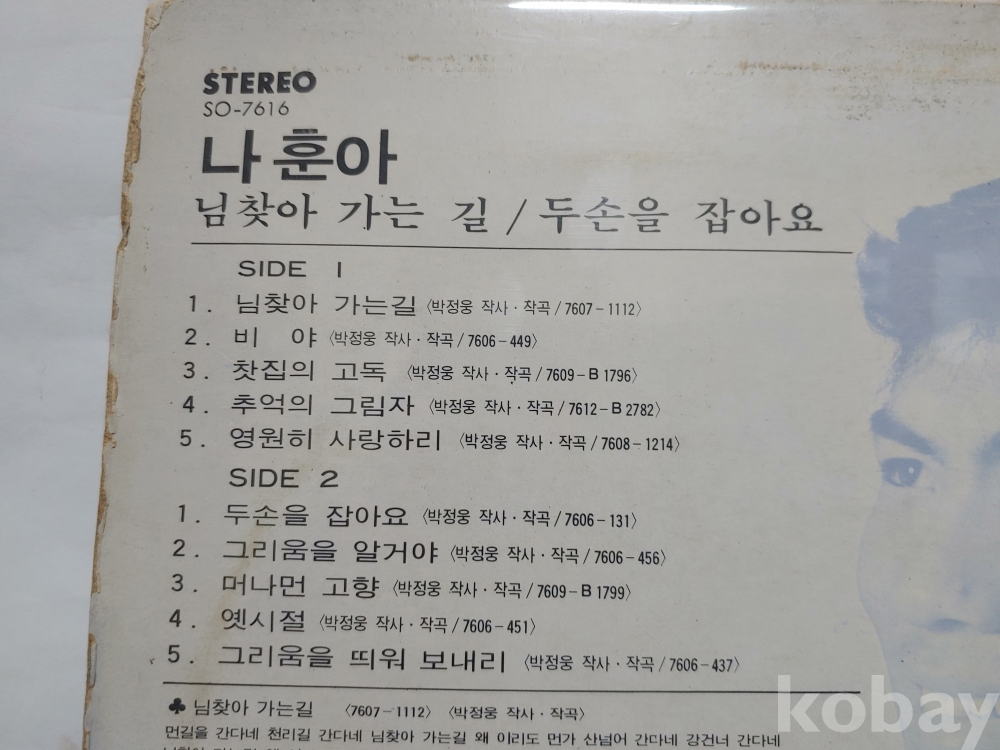 STEREO
SO-7616
나 훈아
님찾아 가는 길 / 두손을 잡아요
SIDE 1
1. 님찾아 가는길 〈박정웅 작사·작곡/7607-1112〉
2. 비 야 〈박정웅 작사·작곡/7606-449〉
3. 찻집의 고독 〈박정웅 작사·작곡/7609-B1796〉
4. 추억의 그림자 〈박정웅 작사·작곡/7612-B2782〉
5. 영원히 사랑하리 〈박정웅 작사·작곡/7608-1214〉
SIDE 2
1. 두손을 잡아요 〈박정웅 작사·작곡/7606-131〉
2. 그리움을 알거야 〈박정웅 작사·작곡/7606-456〉
3. 머나먼 고향 〈박정웅 작사·작곡/7609-B1799〉
4. 옛시절 〈박정웅 작사·작곡/7606-451〉
5. 그리움을 띄워 보내리 〈박정웅 작사·작곡/7606-437〉
♣ 님찾아 가는길 〈7607-1112〉 〈박정웅 작사·작곡〉
먼길을 간다네 천리길 간다네 님찾아 가는길 왜 이리도 먼가 산넘어 간다네 강건너 간다네
kobay